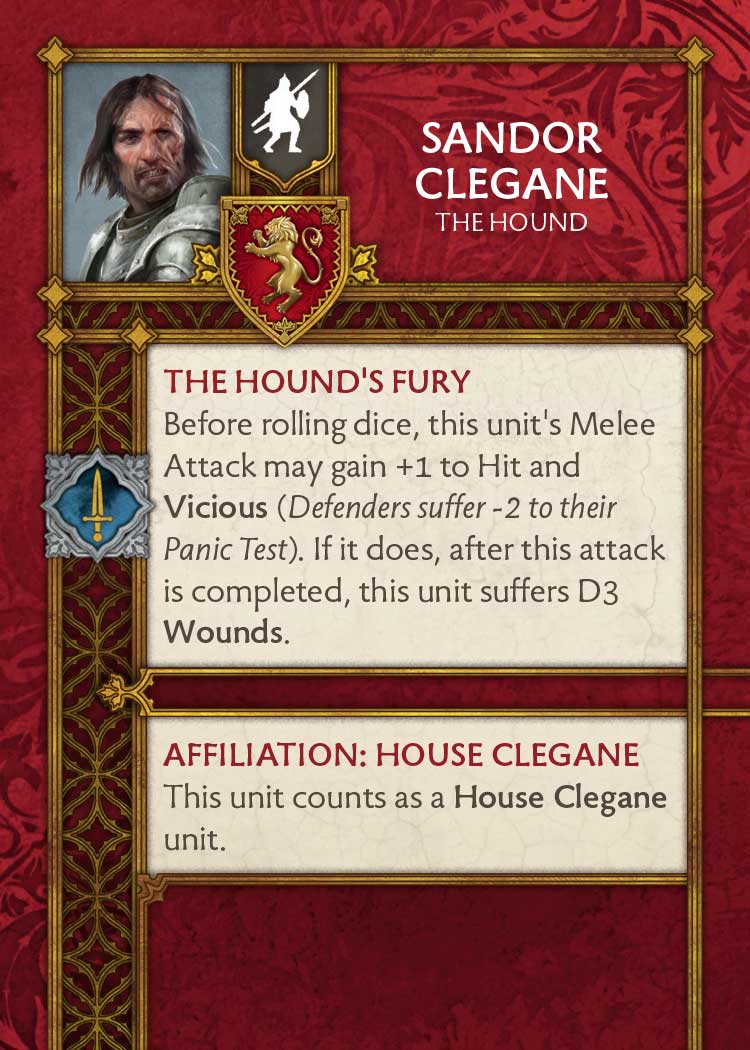 SANDOR
CLEGANE
THE HOUND
THE HOUND'S FURY
Before rolling dice, this unit's Melee
Attack may gain +1 to Hit and
Vicious (Defenders suffer -2 to their
Panic Test). If it does, after this attack
is completed, this unit suffers D3
Wounds.
AFFILIATION: HOUSE CLEGANE
This unit counts as a House Clegane
unit.